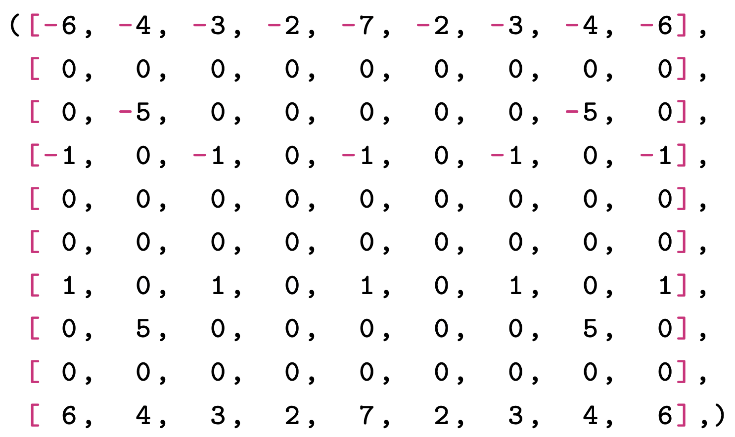 ([-6, -4, -3, -2, -7, -2, -3, -4, -6],
[ 0, 0, 0, 0, 0, 0, 0, 0, 0],
[ 0, -5, 0, 0, 0, 0, 0, -5, 0],
[-1, 0, -1, 0, -1, 0, -1, 0, -1],
[ 0, 0, 0, 0, 0, 0, 0, 0, 0],
[ 0, 0, 0, 0, 0, 0, 0, 0, 0],
[ 1, 0, 1, 0, 1, 0, 1, 0, 1],
[ 0, 5, 0, 0, 0, 0, 0, 5, 0],
[ 0, 0, 0, 0, 0, 0, 0, 0, 0],
[ 6, 4, 3, 2, 7, 2, 3, 4, 6],)